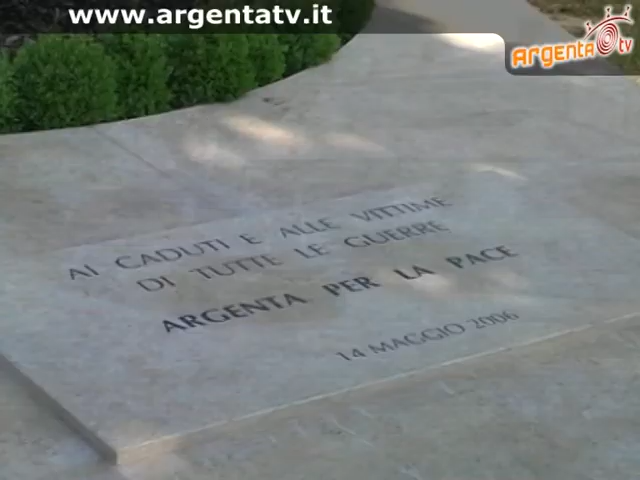 www.argentatv.it
Argenta tv
AI CADUTI E ALLE VITTIME
DI TUTTE LE GUERRE
ARGENTA PER LA PACE
14 MAGGIO 2006